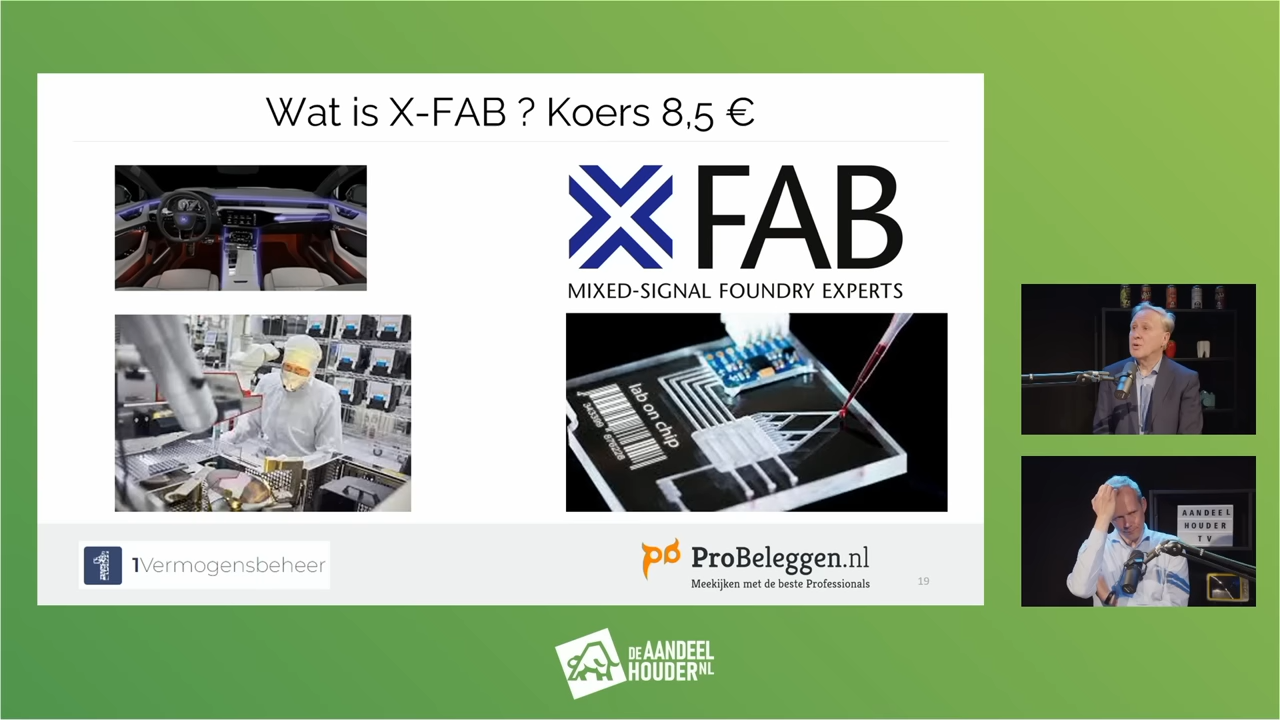 Wat is X-FAB ? Koers 8,5 €
XFAB
MIXED-SIGNAL FOUNDRY EXPERTS
lab on chip
1Vermogensbeheer
ProBeleggen.nl
Meekijken met de beste Professionals
19
AANDEEL
HOUDER
TV
DE AANDEEL
HOUDER NL